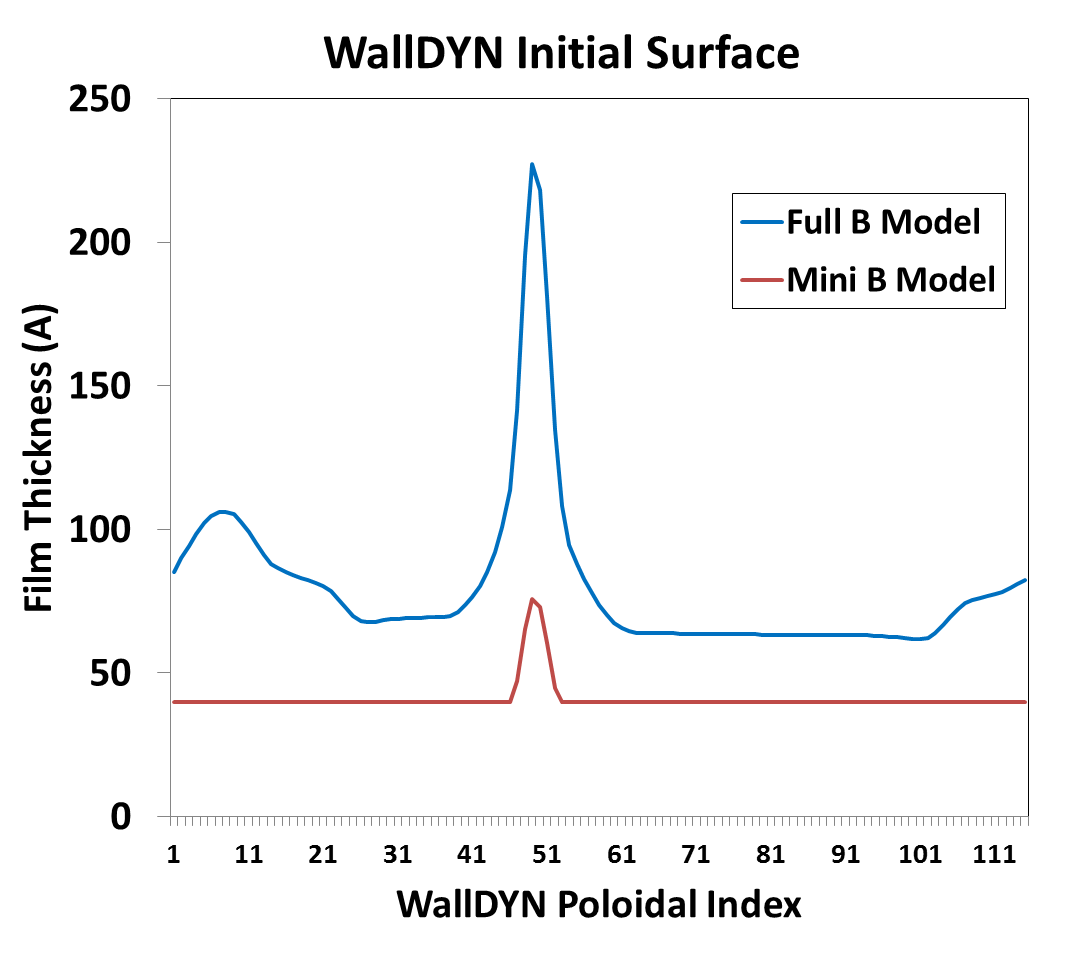 WallDYN Initial Surface
250
200
150
100
50
0
Film Thickness (A)
Full B Model
Mini B Model
1 11 21 31 41 51 61 71 81 91 101 111
WallDYN Poloidal Index